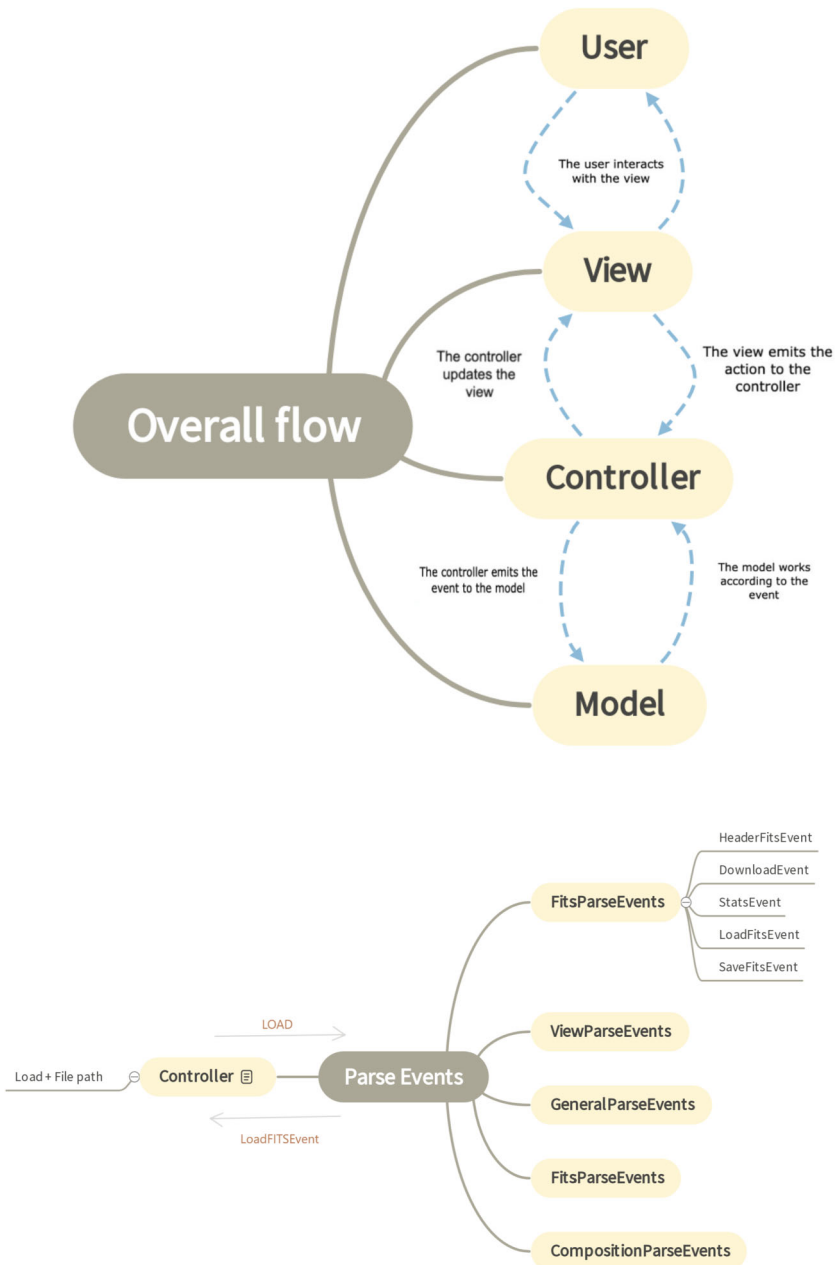 User
The user interacts
with the view
View
The controller
updates the
view
The view emits the
action to the
controller
Overall flow
Controller
The controller emits the
event to the model
The model works
according to the
event
Model
HeaderFitsEvent
DownloadEvent
FitsParseEvents
StatsEvent
LoadFitsEvent
SaveFitsEvent
LOAD
ViewParseEvents
Load + File path
Controller
Parse Events
GeneralParseEvents
LoadFITSEvent
FitsParseEvents
CompositionParseEvents